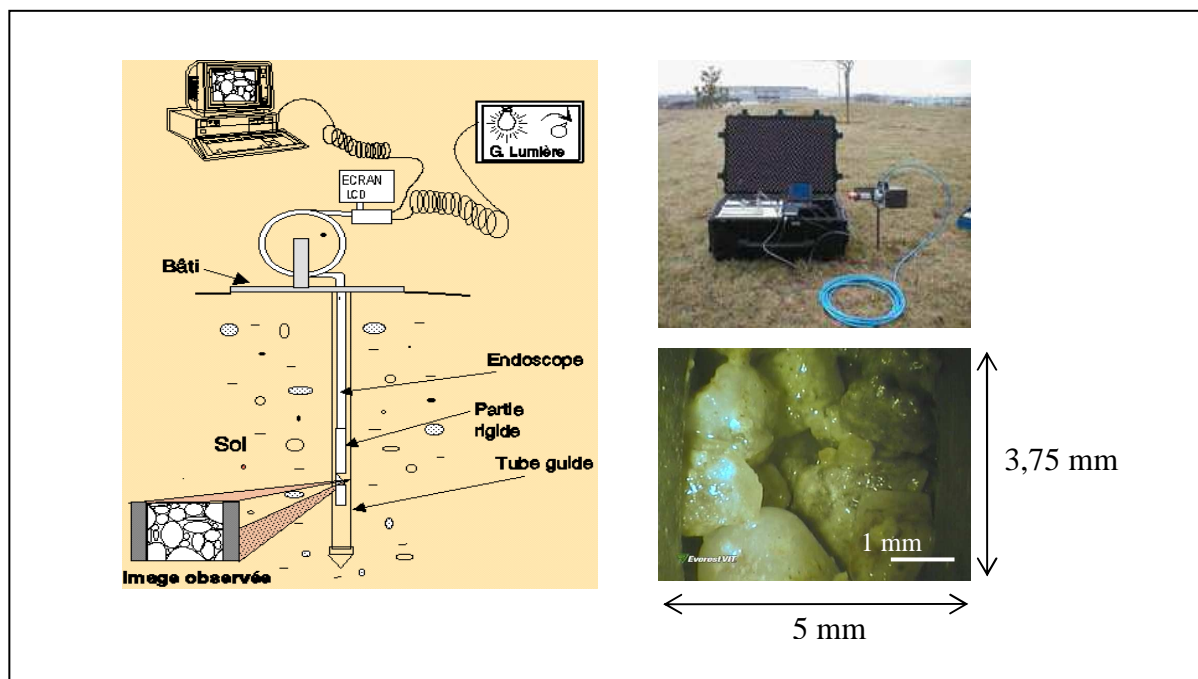 G. Lumière
ECRAN
LCD
Bâti
Endoscope
Partie
rigide
Sol
Tube guide
Image observée
3,75 mm
1 mm
Everest VIT
5 mm